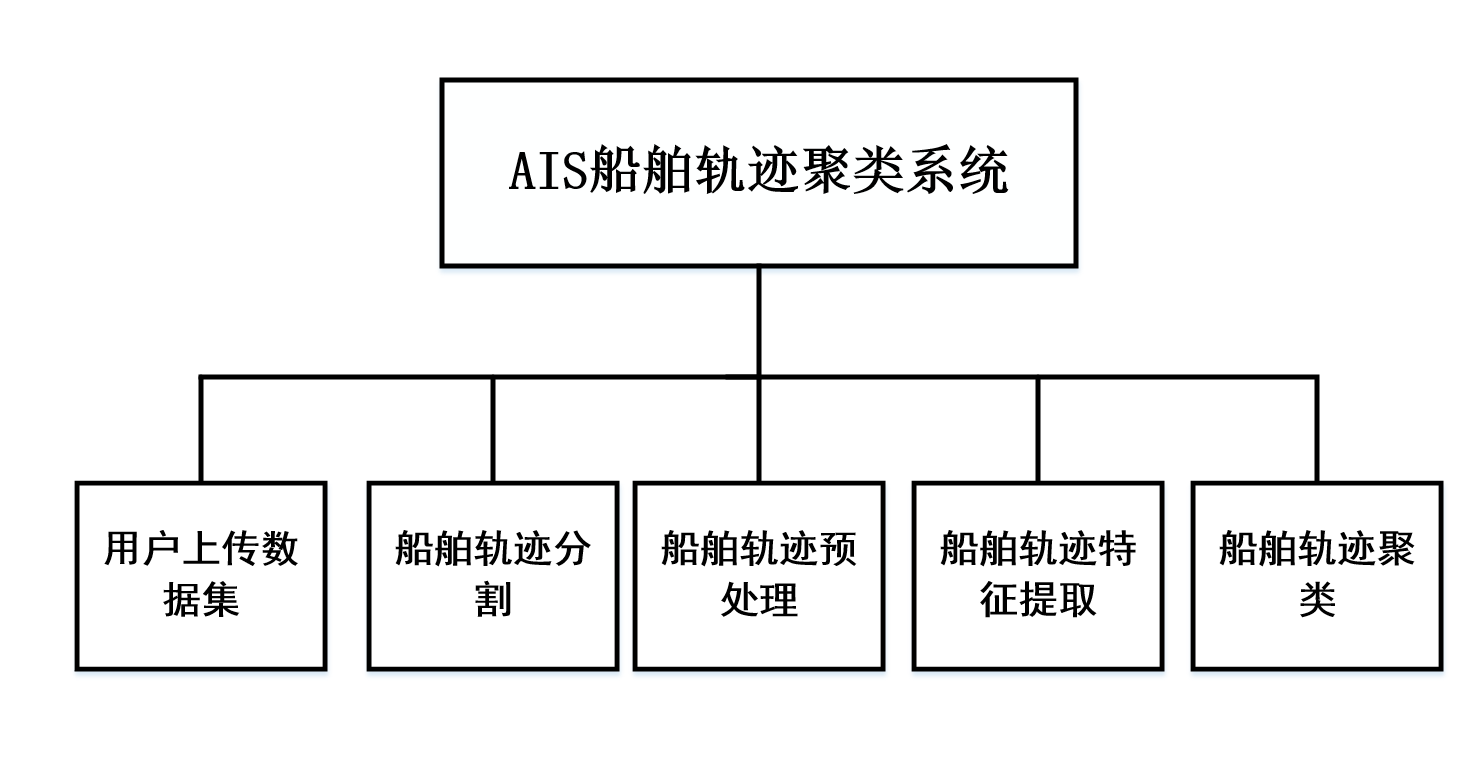 AIS船舶轨迹聚类系统
用户上传数
据集
船舶轨迹分
割
船舶轨迹预
处理
船舶轨迹特
征提取
船舶轨迹聚
类